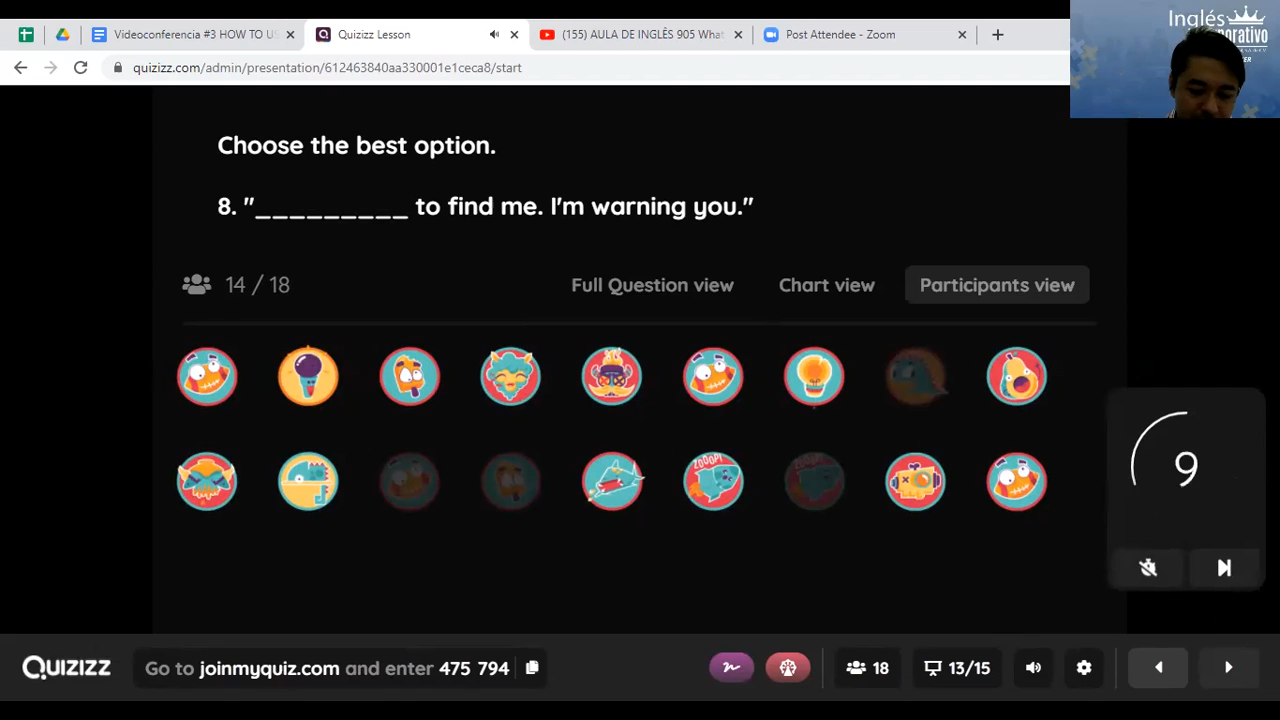 Videoconferencia #3 HOW TO US
Quizizz Lesson
(155) AULA DE INGLÊS 905 What
Post Attendee - Zoom
Inglés
quizizz.com/admin/presentation/612463840aa330001e1ceca8/start
Choose the best option.
8. "_________ to find me. I'm warning you."
14 / 18
Full Question view
Chart view
Participants view
ZOOOP!
ZOOOP!
9
QUIZIZZ
Go to joinmyquiz.com and enter 475 794
18
13/15